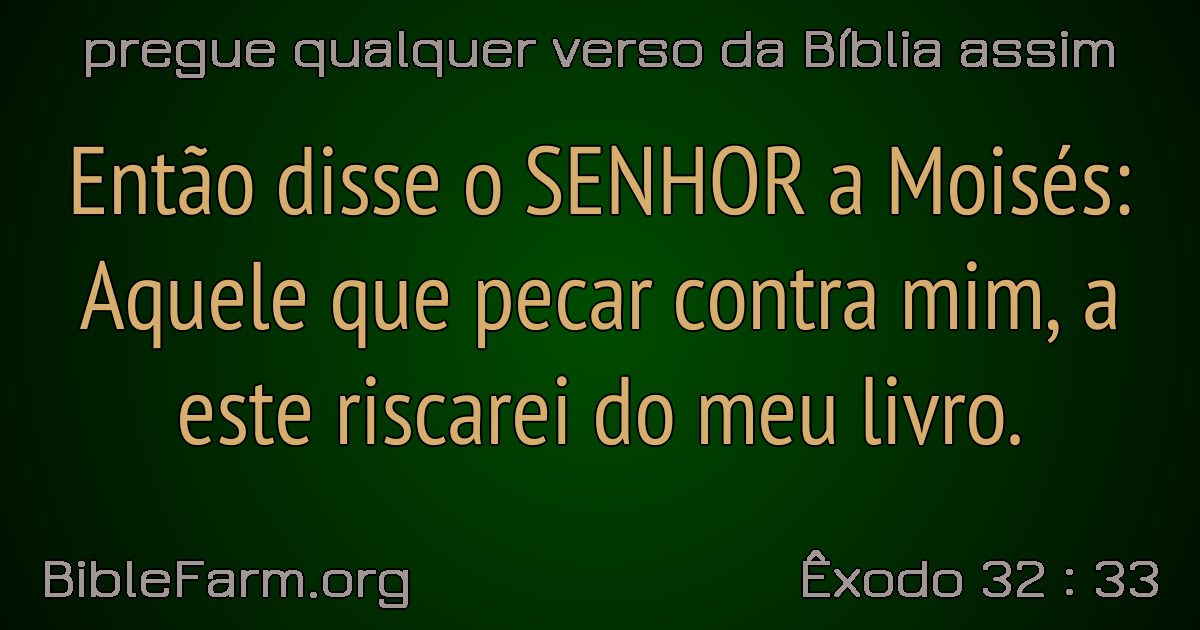 pregue qualquer verso da Bíblia assim
Então disse o SENHOR a Moisés:
Aquele que pecar contra mim, a
este riscarei do meu livro.
BibleFarm.org
Êxodo 32 : 33